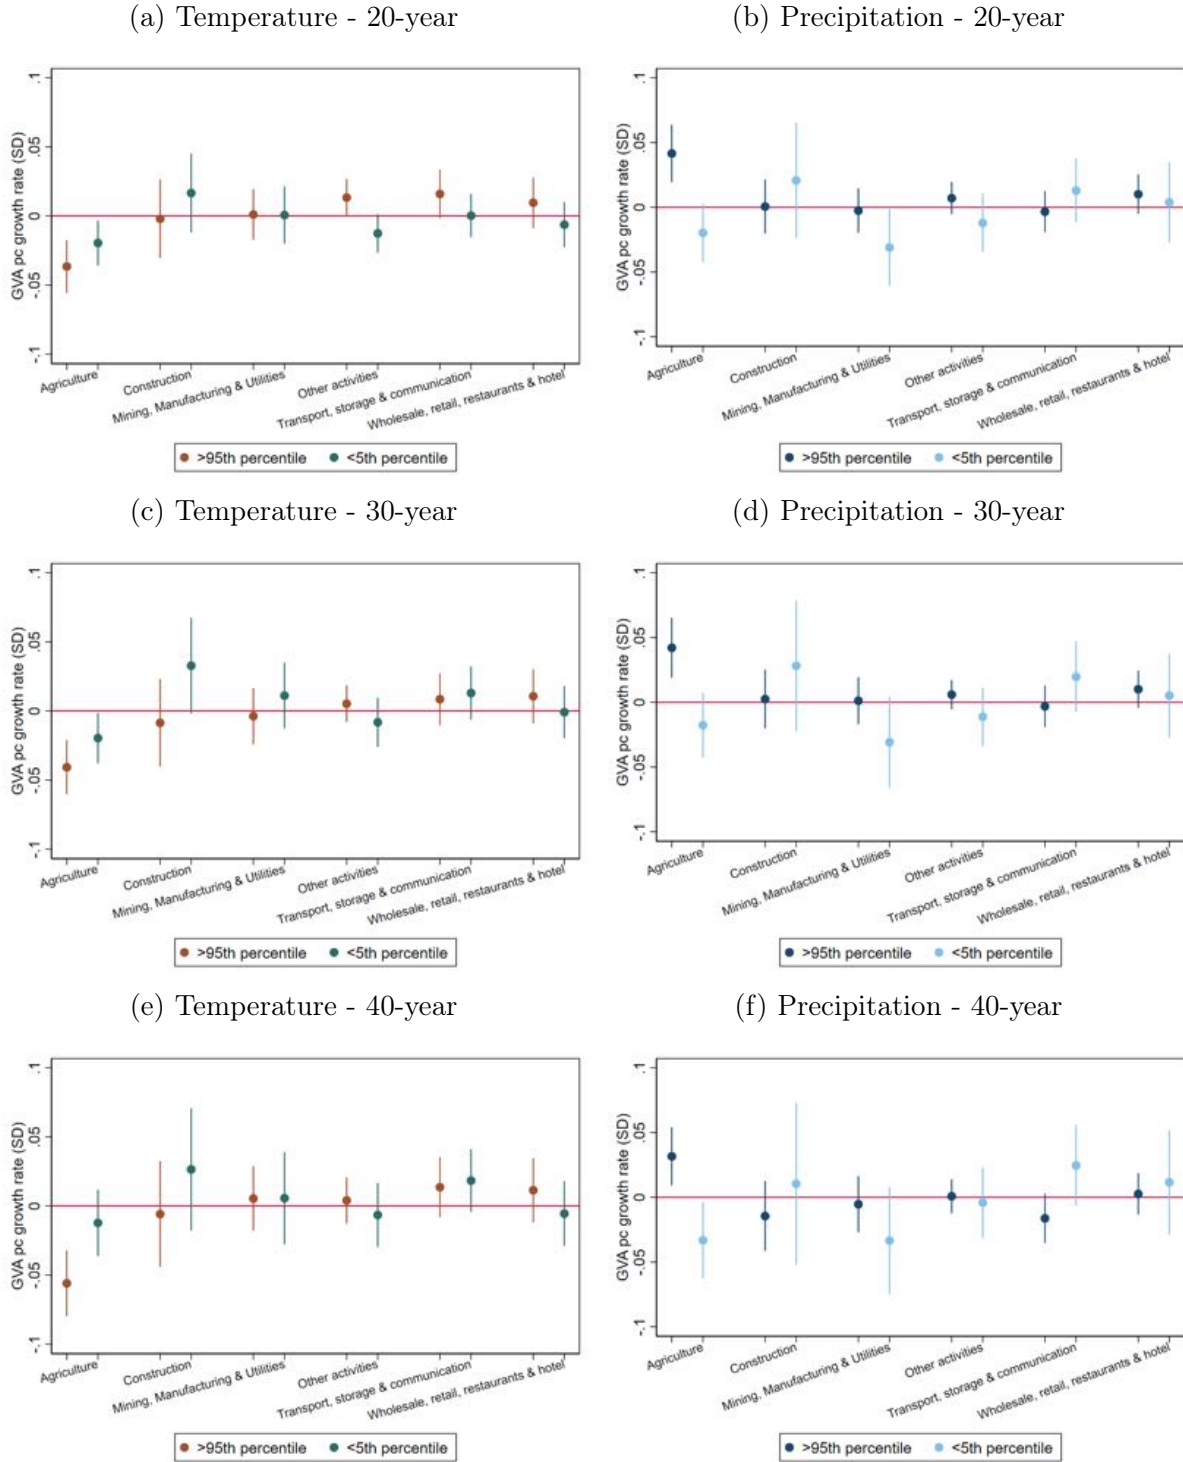 (a) Temperature - 20-year
GVA pc growth rate (SD)
.1
.05
0
-.05
-.1
Agriculture
Construction
Mining, Manufacturing & Utilities
Other activities
Transport, storage & communication
Wholesale, retail, restaurants & hotel
>95th percentile <5th percentile
(b) Precipitation - 20-year
GVA pc growth rate (SD)
.1
.05
0
-.05
-.1
Agriculture
Construction
Mining, Manufacturing & Utilities
Other activities
Transport, storage & communication
Wholesale, retail, restaurants & hotel
>95th percentile <5th percentile
(c) Temperature - 30-year
GVA pc growth rate (SD)
.1
.05
0
-.05
-.1
Agriculture
Construction
Mining, Manufacturing & Utilities
Other activities
Transport, storage & communication
Wholesale, retail, restaurants & hotel
>95th percentile <5th percentile
(d) Precipitation - 30-year
GVA pc growth rate (SD)
.1
.05
0
-.05
-.1
Agriculture
Construction
Mining, Manufacturing & Utilities
Other activities
Transport, storage & communication
Wholesale, retail, restaurants & hotel
>95th percentile <5th percentile
(e) Temperature - 40-year
GVA pc growth rate (SD)
.1
.05
0
-.05
-.1
Agriculture
Construction
Mining, Manufacturing & Utilities
Other activities
Transport, storage & communication
Wholesale, retail, restaurants & hotel
>95th percentile <5th percentile
(f) Precipitation - 40-year
GVA pc growth rate (SD)
.1
.05
0
-.05
-.1
Agriculture
Construction
Mining, Manufacturing & Utilities
Other activities
Transport, storage & communication
Wholesale, retail, restaurants & hotel
>95th percentile <5th percentile